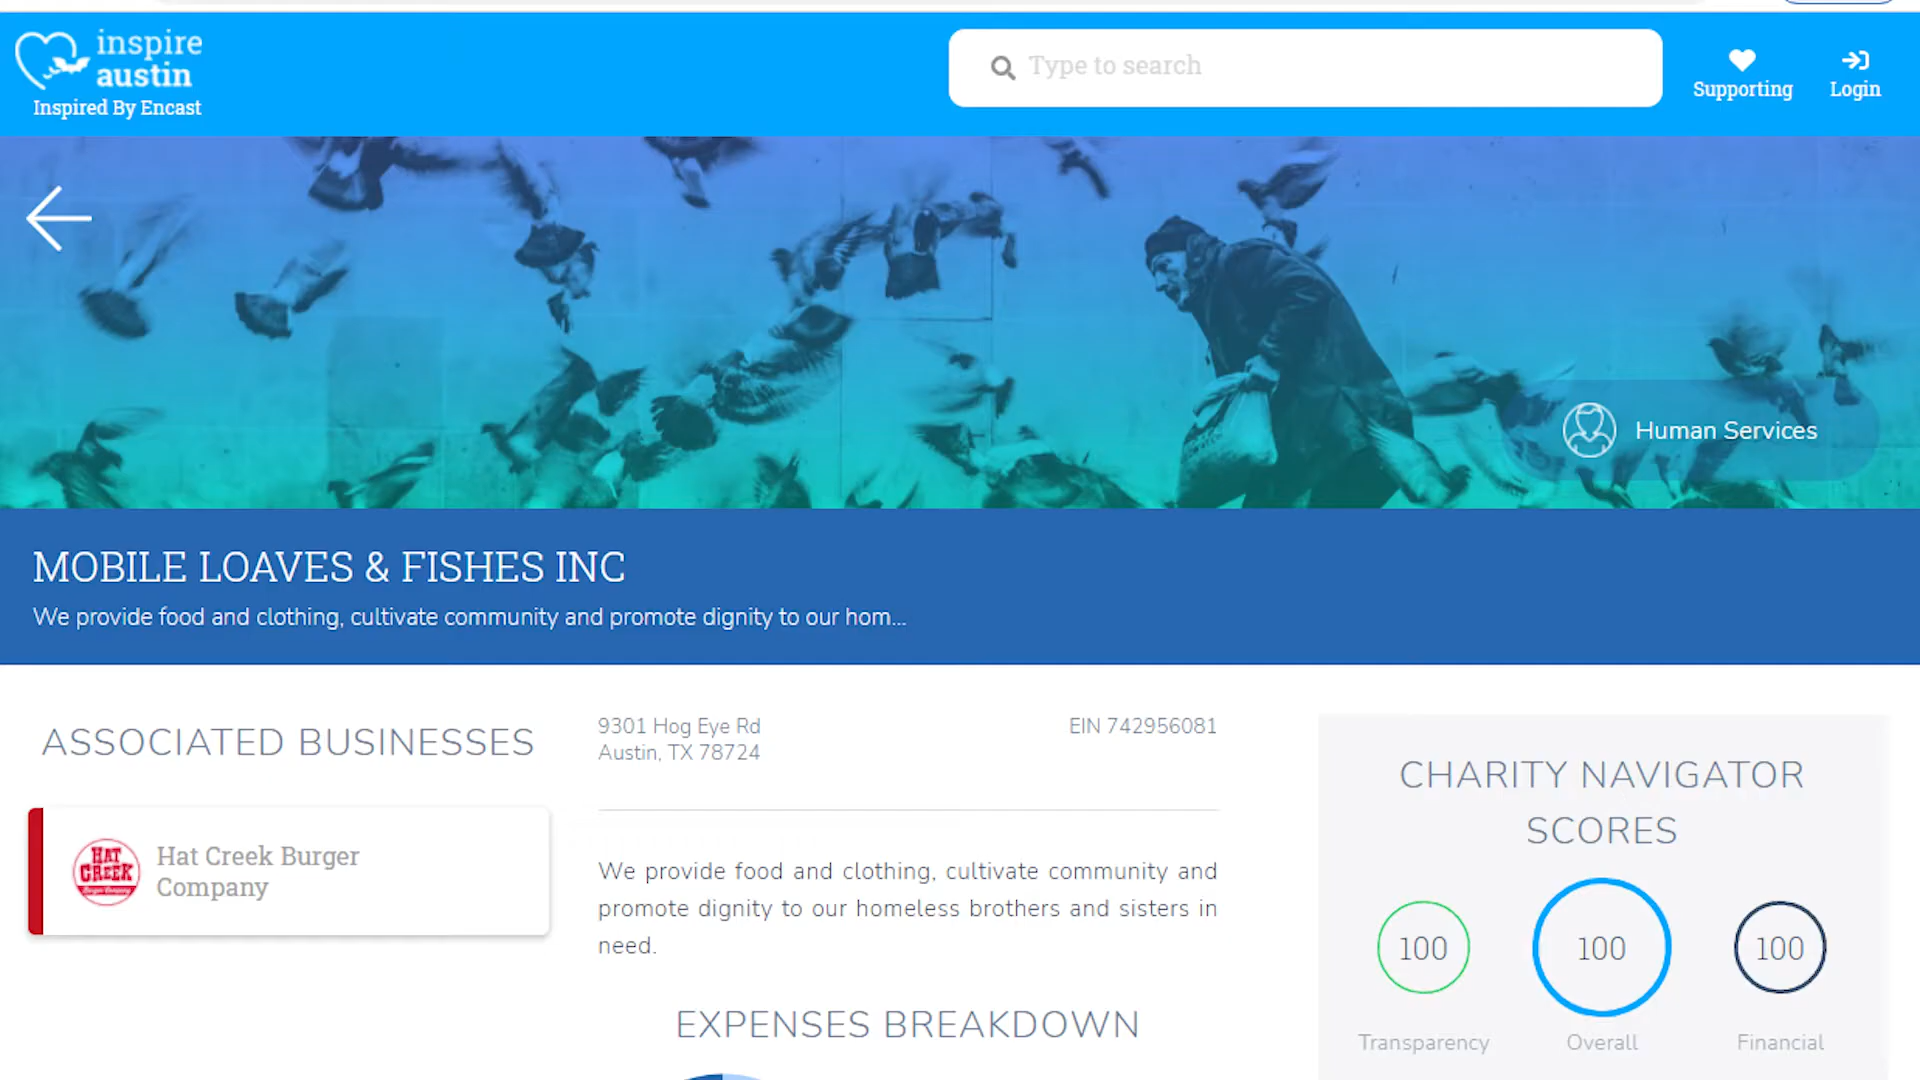 inspire
austin
Inspired By Encast
Type to search
Supporting
Login
Human Services
MOBILE LOAVES & FISHES INC
We provide food and clothing, cultivate community and promote dignity to our hom...
ASSOCIATED BUSINESSES
HAT
CREEK
Burger Company
Hat Creek Burger
Company
9301 Hog Eye Rd
Austin, TX 78724
EIN 742956081
We provide food and clothing, cultivate community and
promote dignity to our homeless brothers and sisters in
need.
EXPENSES BREAKDOWN
CHARITY NAVIGATOR
SCORES
100
100
100
Transparency
Overall
Financial